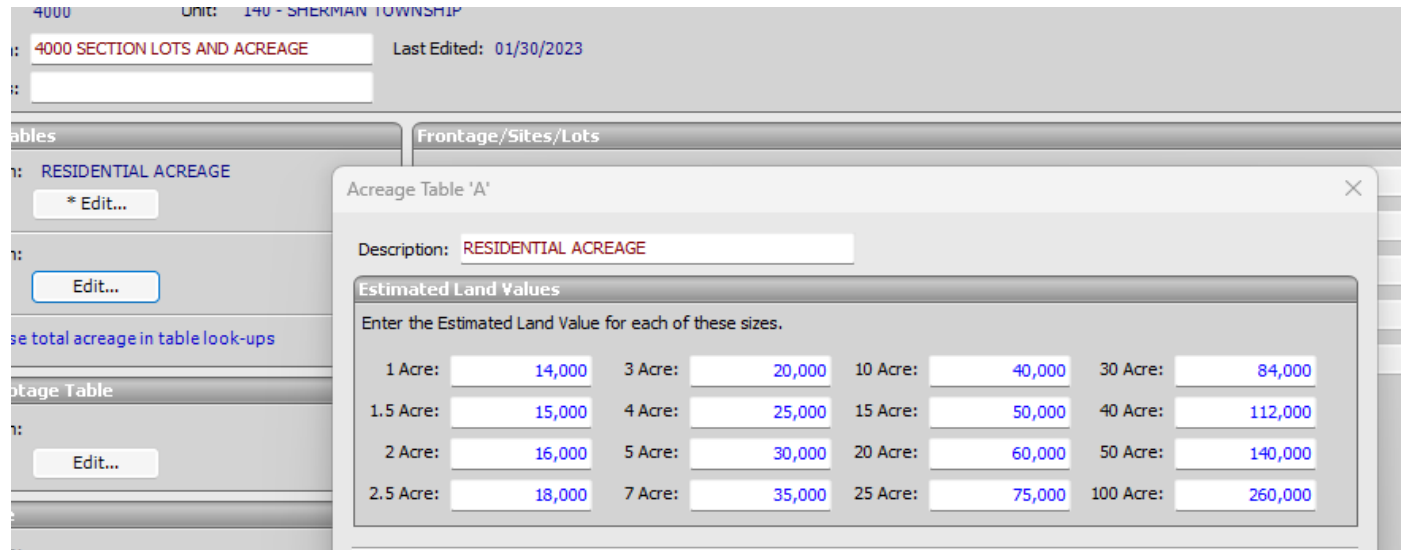 4000 Unit: 140 - SHERMAN TOWNSHIP
4000 SECTION LOTS AND ACREAGE Last Edited: 01/30/2023
Frontage/Sites/Lots
RESIDENTIAL ACREAGE
* Edit...
Edit...
total acreage in table look-ups
Table
Edit...
Acreage Table 'A'
Description: RESIDENTIAL ACREAGE
Estimated Land Values
Enter the Estimated Land Value for each of these sizes.
1 Acre: 14,000 3 Acre: 20,000 10 Acre: 40,000 30 Acre: 84,000
1.5 Acre: 15,000 4 Acre: 25,000 15 Acre: 50,000 40 Acre: 112,000
2 Acre: 16,000 5 Acre: 30,000 20 Acre: 60,000 50 Acre: 140,000
2.5 Acre: 18,000 7 Acre: 35,000 25 Acre: 75,000 100 Acre: 260,000